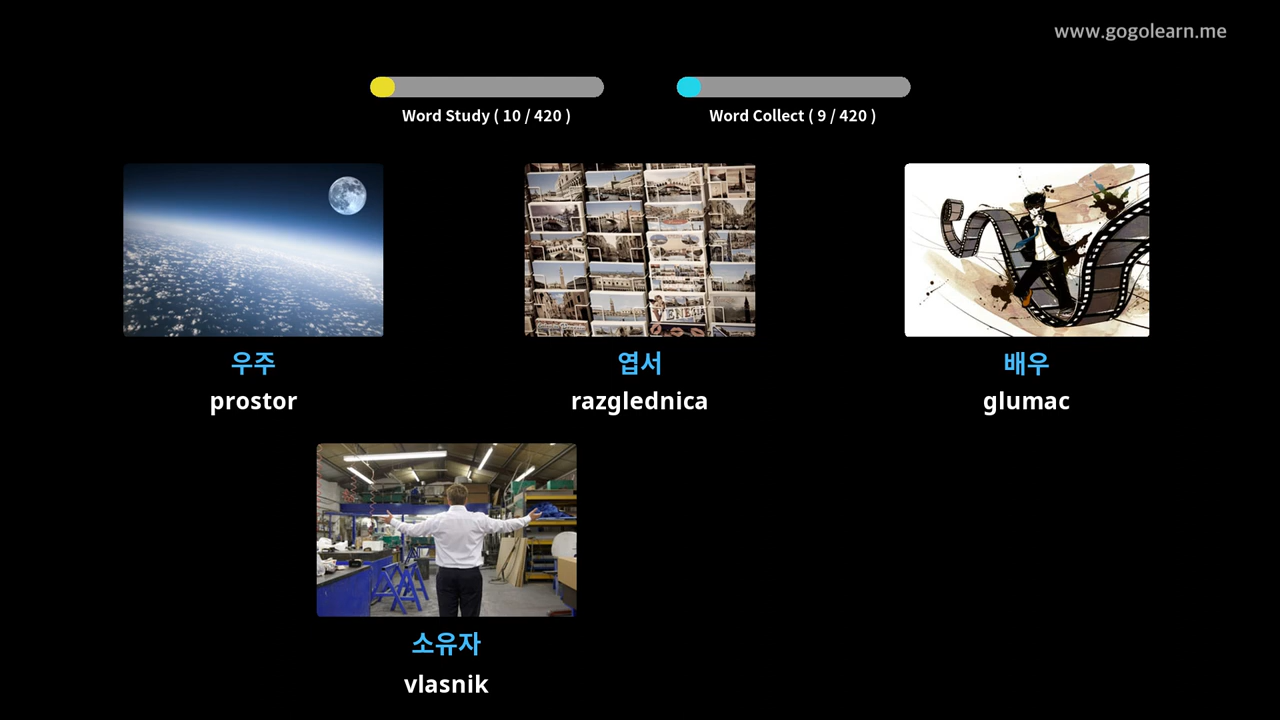 www.gogolearn.me
Word Study ( 10 / 420 )
Word Collect ( 9 / 420 )
우주
엽서
배우
prostor
razglednica
glumac
소유자
vlasnik